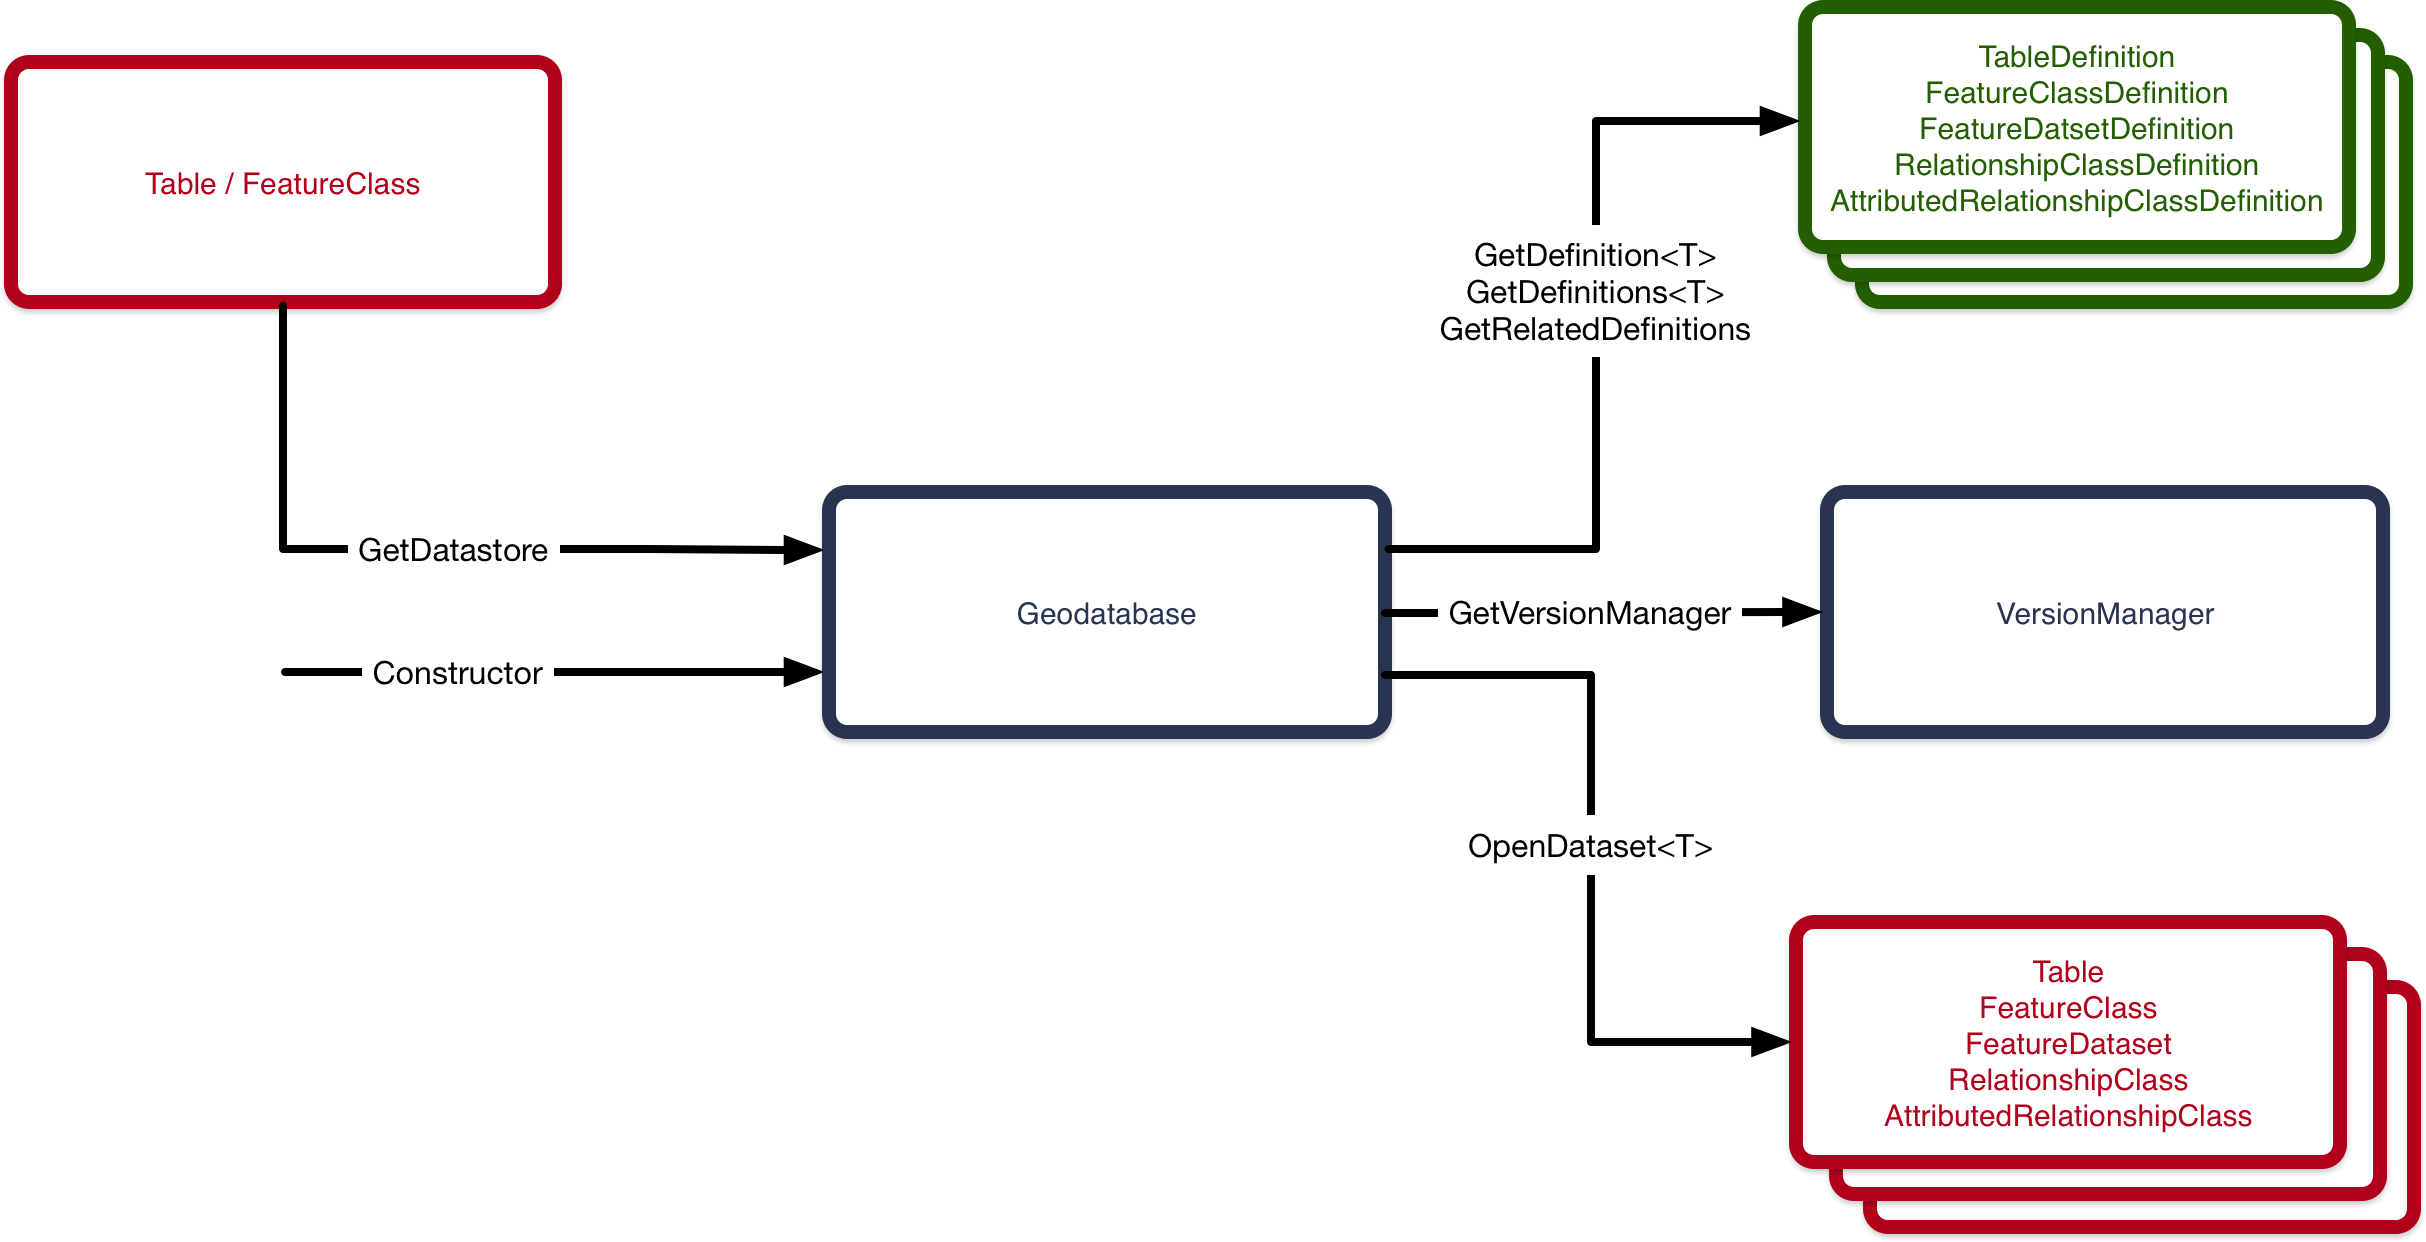 Table / FeatureClass
TableDefinition
FeatureClassDefinition
FeatureDatsetDefinition
RelationshipClassDefinition
AttributedRelationshipClassDefinition
GetDefinition<T>
GetDefinitions<T>
GetRelatedDefinitions
GetDatastore
Constructor
Geodatabase
GetVersionManager
VersionManager
OpenDataset<T>
Table
FeatureClass
FeatureDataset
RelationshipClass
AttributedRelationshipClass